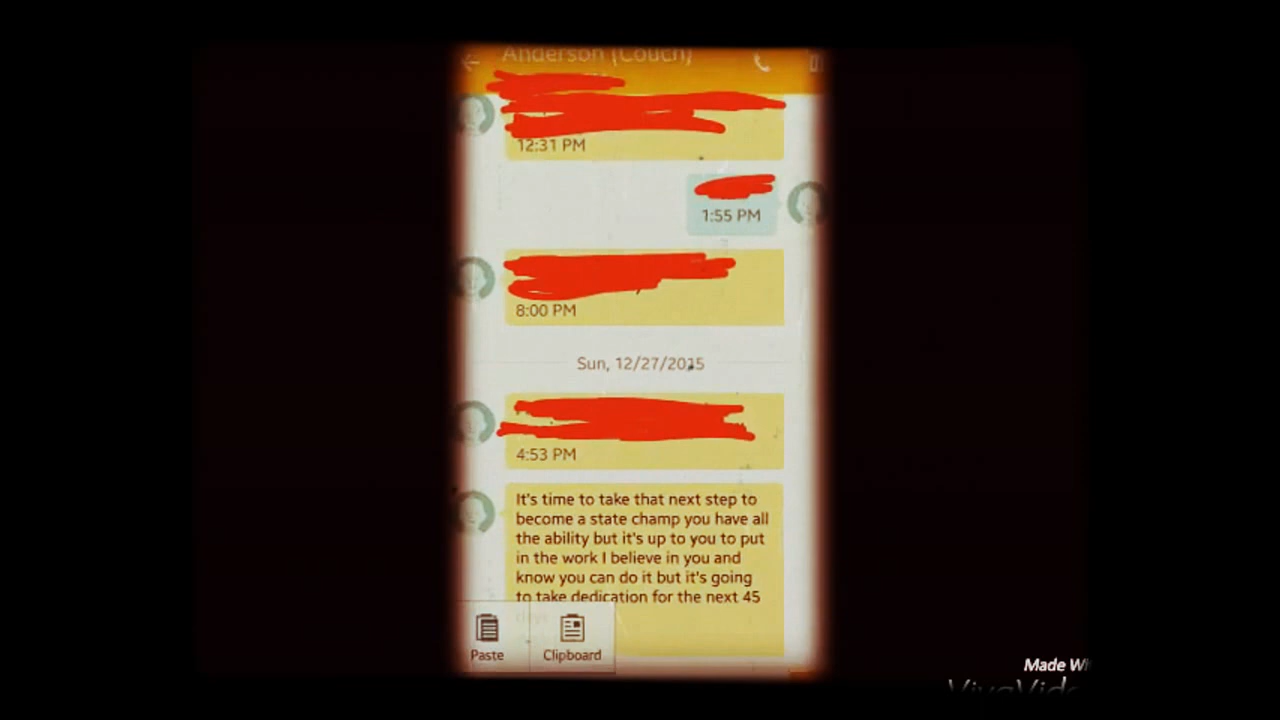 Anderson (Couch)
12:31 PM
1:55 PM
8:00 PM
Sun, 12/27/2015
4:53 PM
It's time to take that next step to
become a state champ you have all
the ability but it's up to you to put
in the work I believe in you and
know you can do it but it's going
to take dedication for the next 45
days
Paste
Clipboard
Made Wi
VivaVide